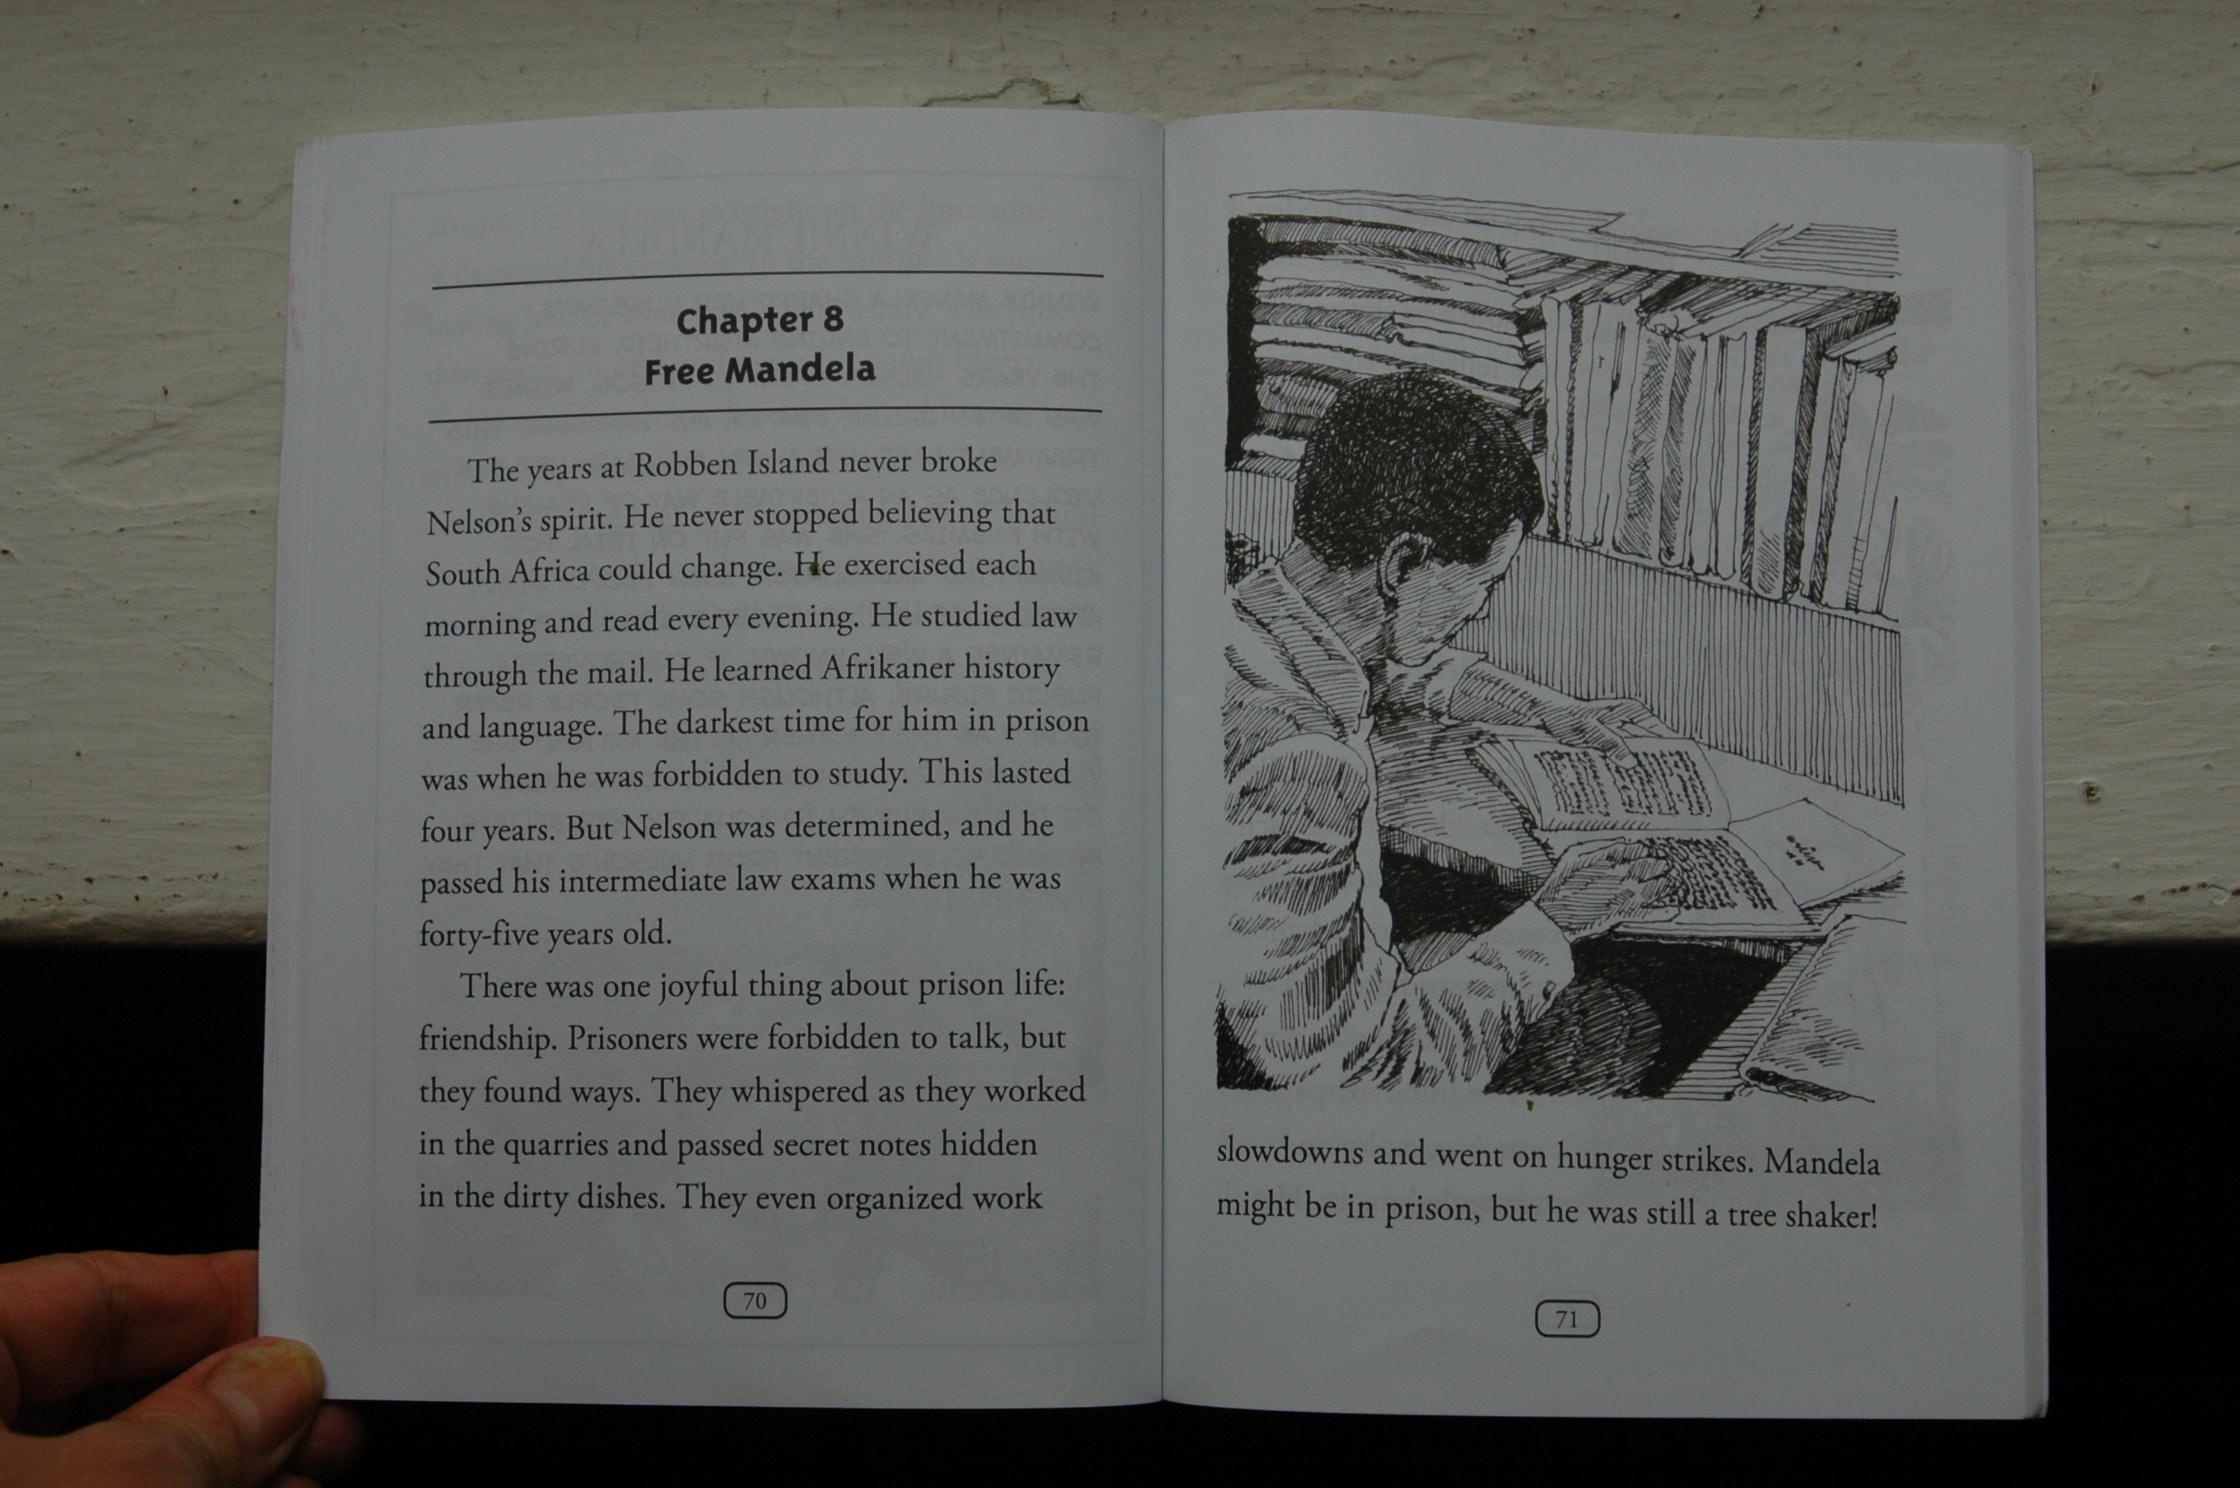 Chapter 8
Free Mandela
The years at Robben Island never broke
Nelson's spirit. He never stopped believing that
South Africa could change. He exercised each
morning and read every evening. He studied law
through the mail. He learned Afrikaner history
and language. The darkest time for him in prison
was when he was forbidden to study. This lasted
four years. But Nelson was determined, and he
passed his intermediate law exams when he was
forty-five years old.
There was one joyful thing about prison life:
friendship. Prisoners were forbidden to talk, but
they found ways. They whispered as they worked
in the quarries and passed secret notes hidden
in the dirty dishes. They even organized work
70
slowdowns and went on hunger strikes. Mandela
might be in prison, but he was still a tree shaker!
71